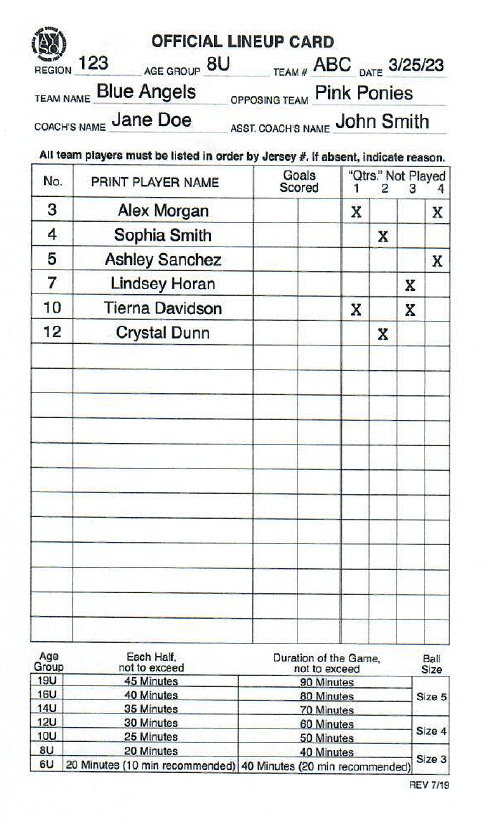 OFFICIAL LINEUP CARD
REGION 123 AGE GROUP 8U TEAM # ABC DATE 3/25/23
TEAM NAME Blue Angels OPPOSING TEAM Pink Ponies
COACH'S NAME Jane Doe ASST. COACH'S NAME John Smith
All team players must be listed in order by Jersey #. If absent, indicate reason.
No. PRINT PLAYER NAME Goals Scored "Qtrs." Not Played
1 2 3 4
3 Alex Morgan X X
4 Sophia Smith X
5 Ashley Sanchez X
7 Lindsey Horan X
10 Tierna Davidson X X
12 Crystal Dunn X
Age Group Each Half, not to exceed Duration of the Game, not to exceed Ball Size
19U 45 Minutes 90 Minutes
16U 40 Minutes 80 Minutes Size 5
14U 35 Minutes 70 Minutes
12U 30 Minutes 60 Minutes Size 4
10U 25 Minutes 50 Minutes
8U 20 Minutes 40 Minutes Size 3
6U 20 Minutes (10 min recommended) 40 Minutes (20 min recommended)
REV 7/19